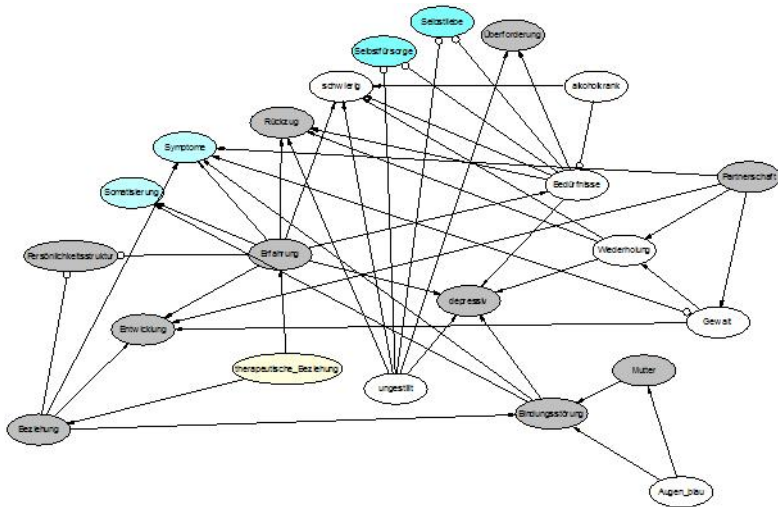 Selbstliebe
Überforderung
Selbstfürsorge
schwierig
alkoholkrank
Rückzug
Symptome
Partnerschaft
Bedürfnisse
Somatisierung
Persönlichkeitsstruktur
Erfahrung
Wiederholung
depressiv
Entwicklung
Gewalt
therapeutische_Beziehung
ungestillt
Mutter
Beziehung
Bindungsstörung
Augen_blau